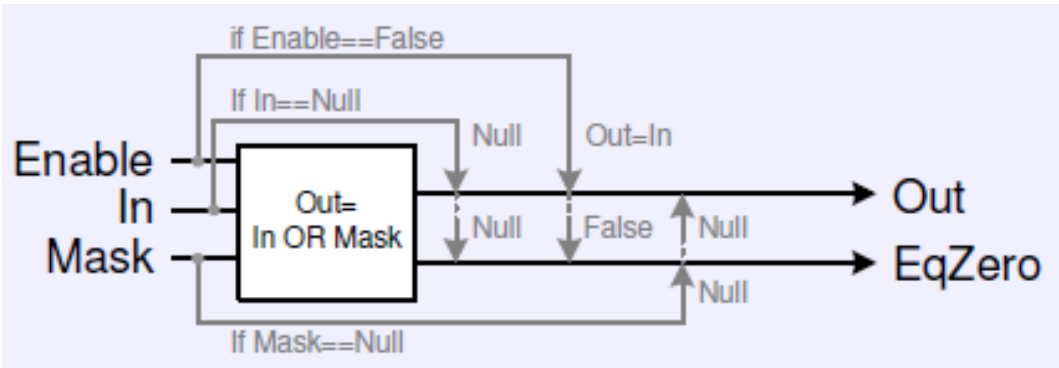 if Enable==False
If In==Null
Null
Out=In
Enable
In
Mask
Out=
In OR Mask
Out
Null
False
Null
EqZero
Null
If Mask==Null